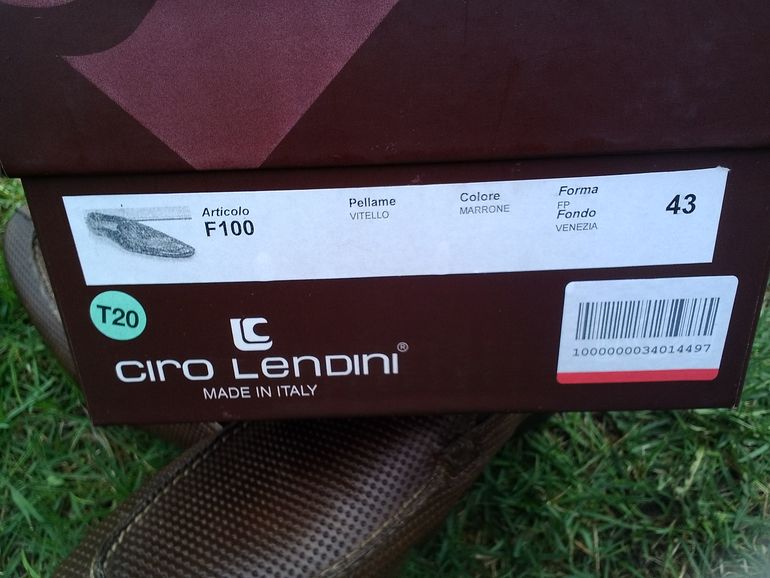 Articolo
F100
Pellame
VITELLO
Colore
MARRONE
Forma
FP
Fondo
VENEZIA
43
T20
LC
CIRO LENDINI®
MADE IN ITALY
1000000034014497